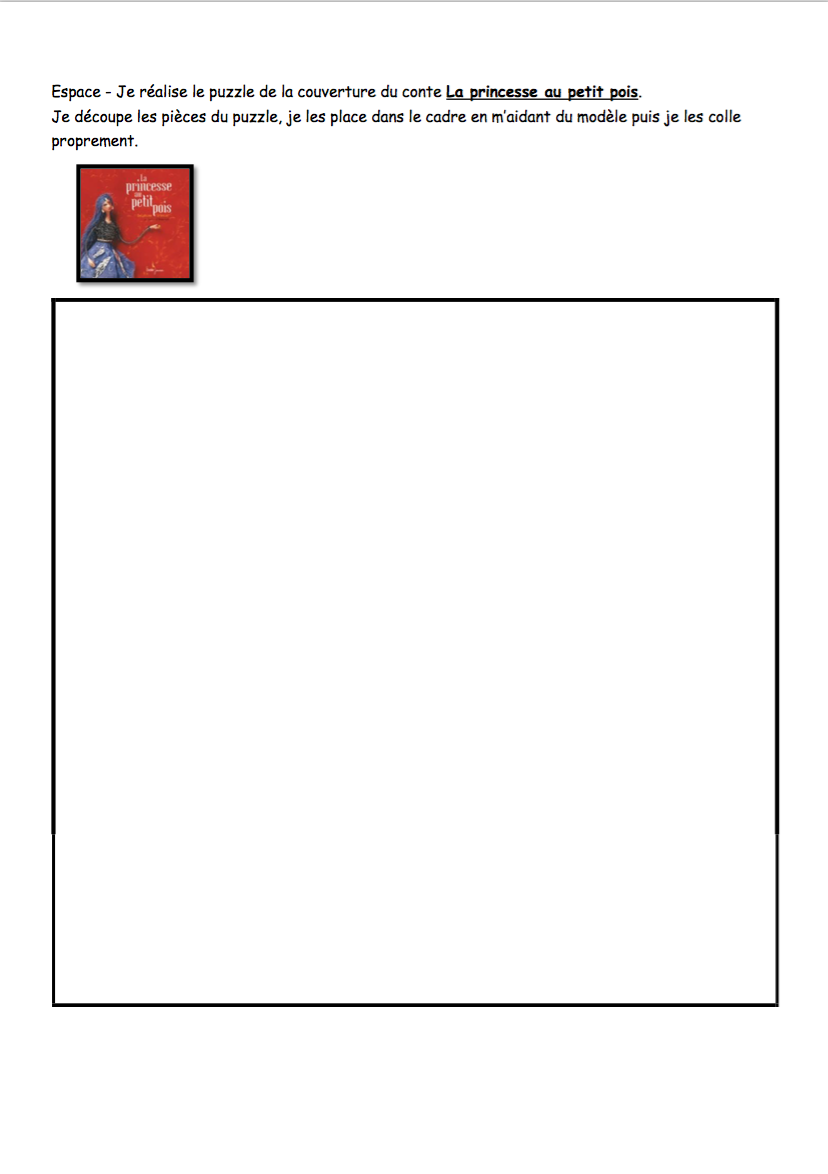 Espace - Je réalise le puzzle de la couverture du conte La princesse au petit pois.
Je découpe les pièces du puzzle, je les place dans le cadre en m'aidant du modèle puis je les colle
proprement.
La
princesse
au
petit
pois